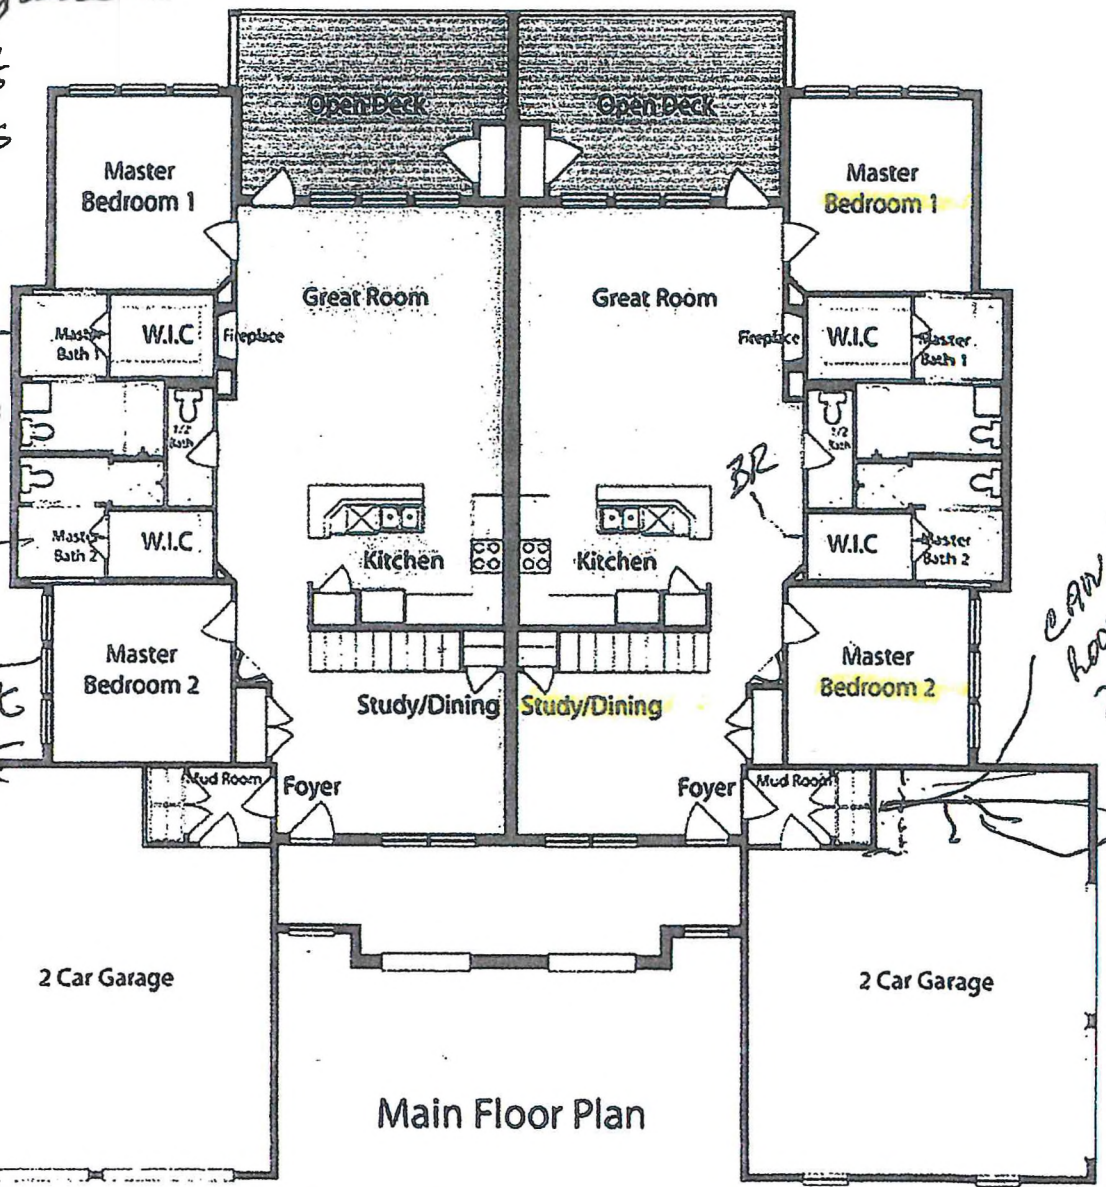 Open Deck
Open Deck
Master
Bedroom 1
Master
Bedroom 1
Great Room
Great Room
Master
Bath 1
W.I.C
Fireplace
Fireplace
W.I.C
Master
Bath 1
1/2
Bath
1/2
Bath
BR
Master
Bath 2
W.I.C
Kitchen
Kitchen
W.I.C
Master
Bath 2
CAN
Master
Bedroom 2
Master
Bedroom 2
Study/Dining
Study/Dining
Mud Room
Foyer
Foyer
Mud Room
2 Car Garage
2 Car Garage
Main Floor Plan